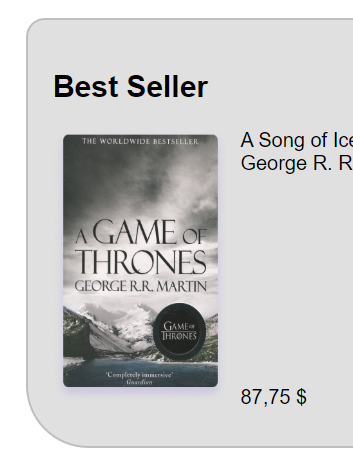 Best Seller
THE WORLDWIDE BESTSELLER
A GAME OF
THRONES
GEORGE R.R. MARTIN
GAME OF
THRONES
'Completely immersive'
Guardian
A Song of Ice
George R. R
87,75 $